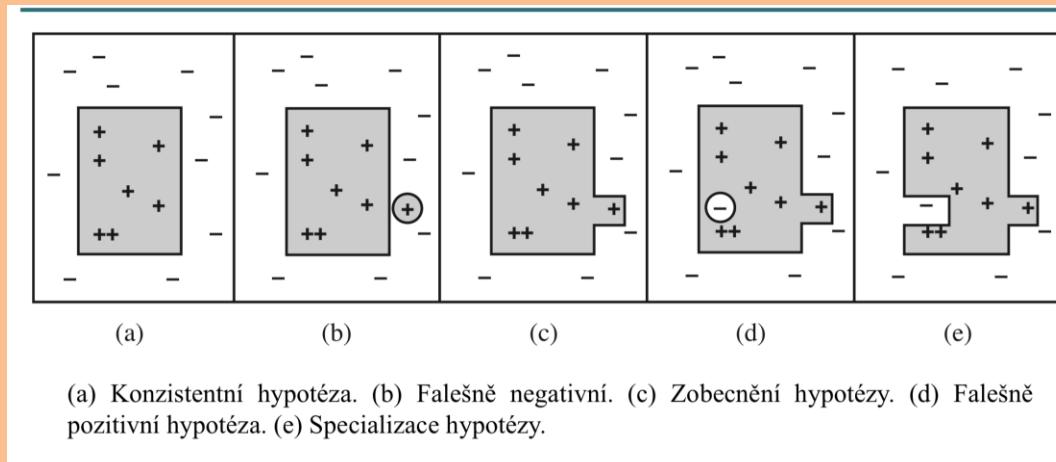 (a) (b) (c) (d) (e)
(a) Konzistentní hypotéza. (b) Falešně negativní. (c) Zobecnění hypotézy. (d) Falešně
pozitivní hypotéza. (e) Specializace hypotézy.